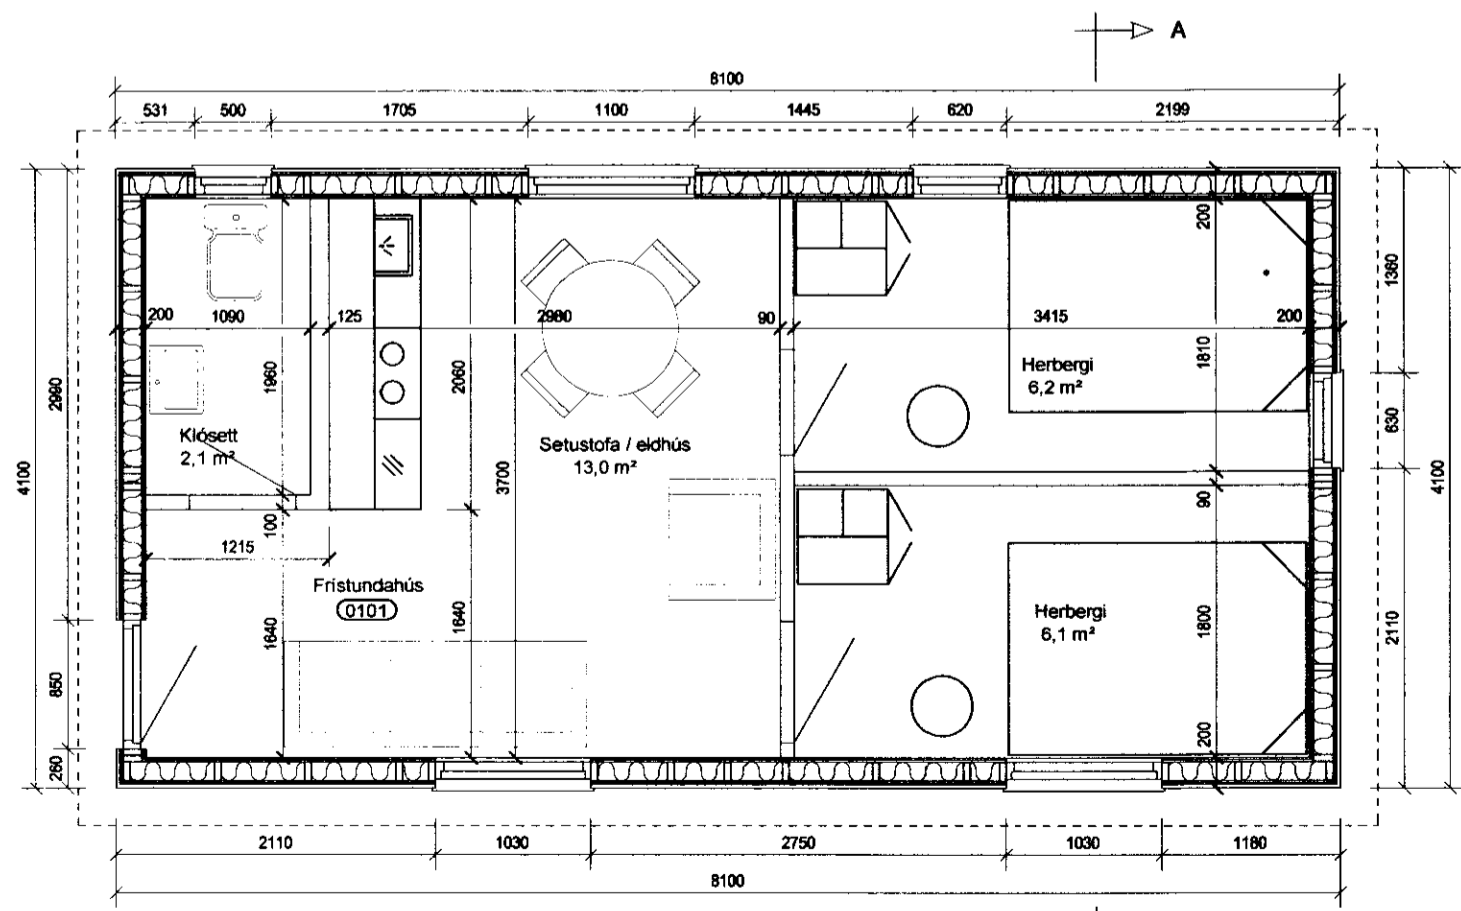 A
8100
531 500 1705 1100 1445 620 2199
200
1360
200 1090 125 2980 90 3415 200
1960 2060 1810
2990
Herbergi
6,2 m²
630
Klósett
2,1 m²
Setustofa / eldhús
13,0 m²
4100 3700 4100
100 90
1215
Frístundahús
0101
Herbergi
6,1 m²
1640 1640 1800 2110
850
200
260
2110 1030 2750 1030 1180
8100